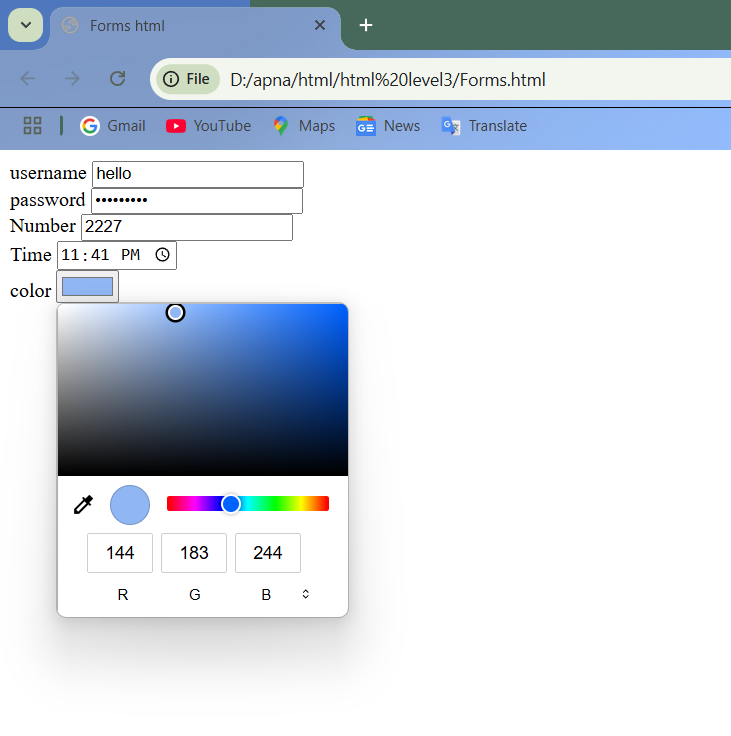 Forms html
File D:/apna/html/html%20level3/Forms.html
Gmail YouTube Maps News Translate
username hello
password •••••••••
Number 2227
Time 11:41 PM
color
144 183 244
R G B